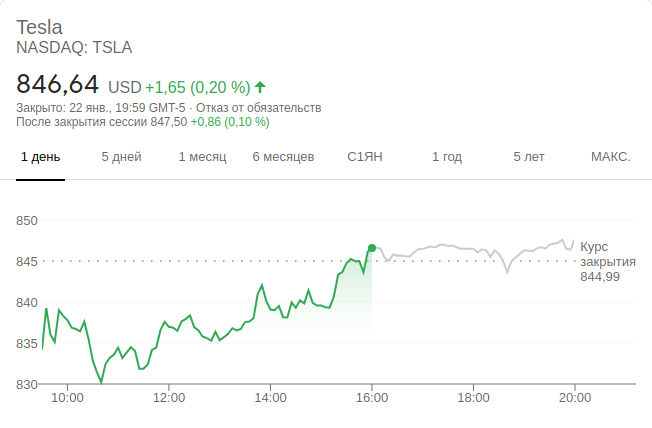 Tesla
NASDAQ: TSLA
846,64 USD +1,65 (0,20 %)
Закрыто: 22 янв., 19:59 GMT-5 · Отказ от обязательств
После закрытия сессии 847,50 +0,86 (0,10 %)
1 день 5 дней 1 месяц 6 месяцев С1ЯН 1 год 5 лет МАКС.
850
845
840
835
830
Курс
закрытия
844,99
10:00 12:00 14:00 16:00 18:00 20:00